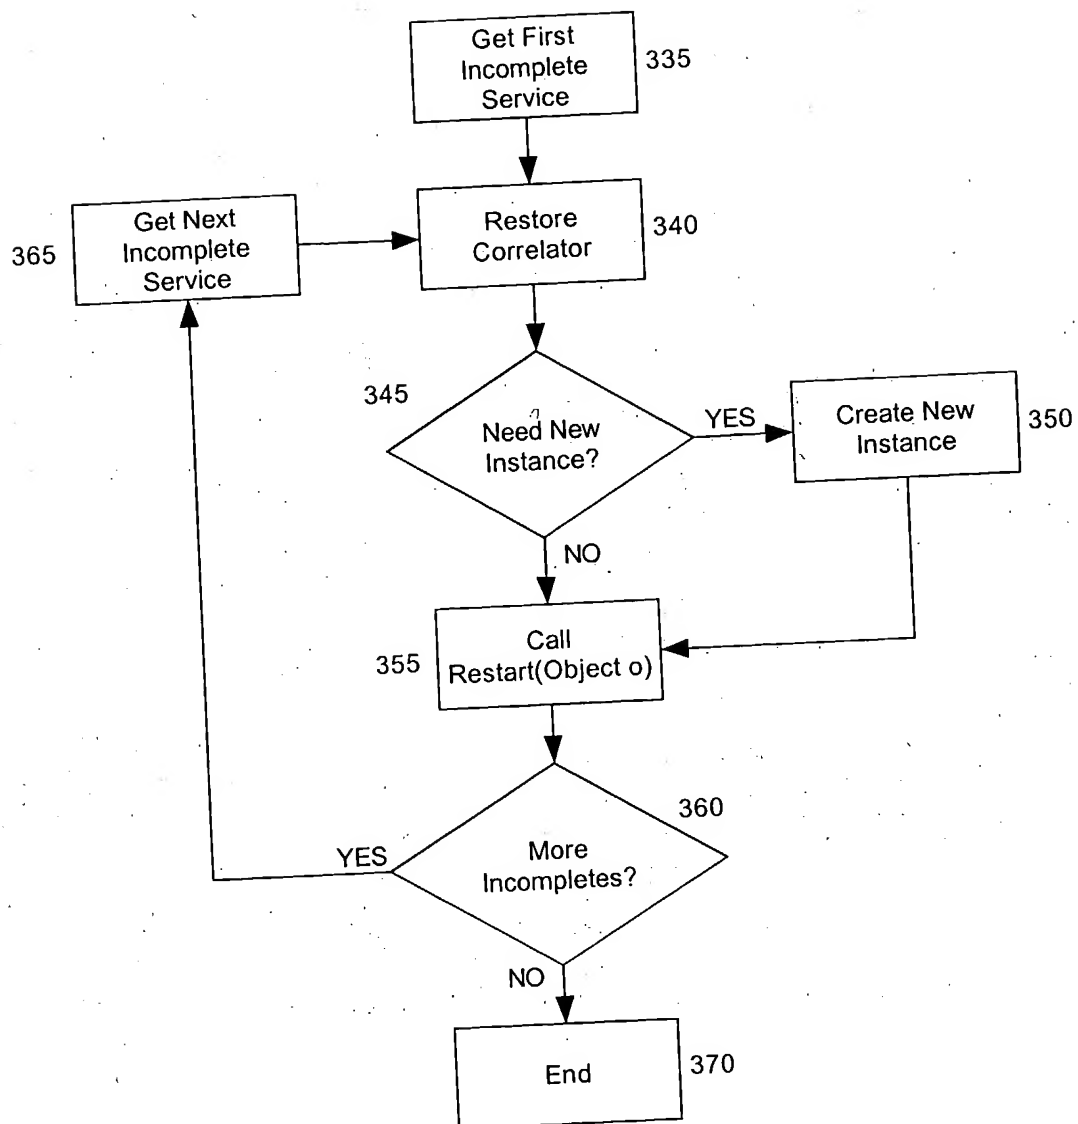 Get First
Incomplete
Service
335
Get Next
Incomplete
Service
365
Restore
Correlator
340
345
Need New
Instance?
YES
Create New
Instance
350
NO
Call
Restart(Object o)
355
360
More
Incompletes?
YES
NO
End
370